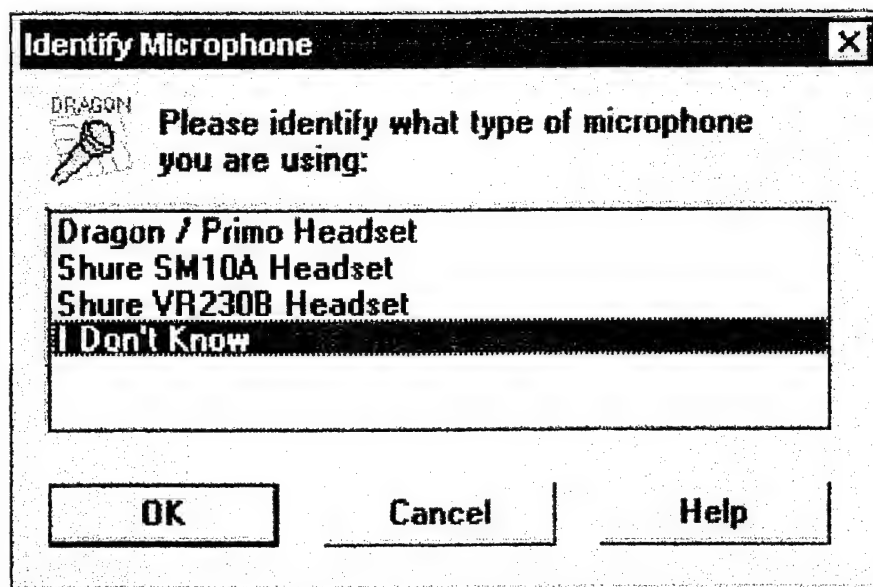 Identify Microphone
DRAGON
Please identify what type of microphone
you are using:
Dragon / Primo Headset
Shure SM10A Headset
Shure VR230B Headset
I Don't Know
OK Cancel Help